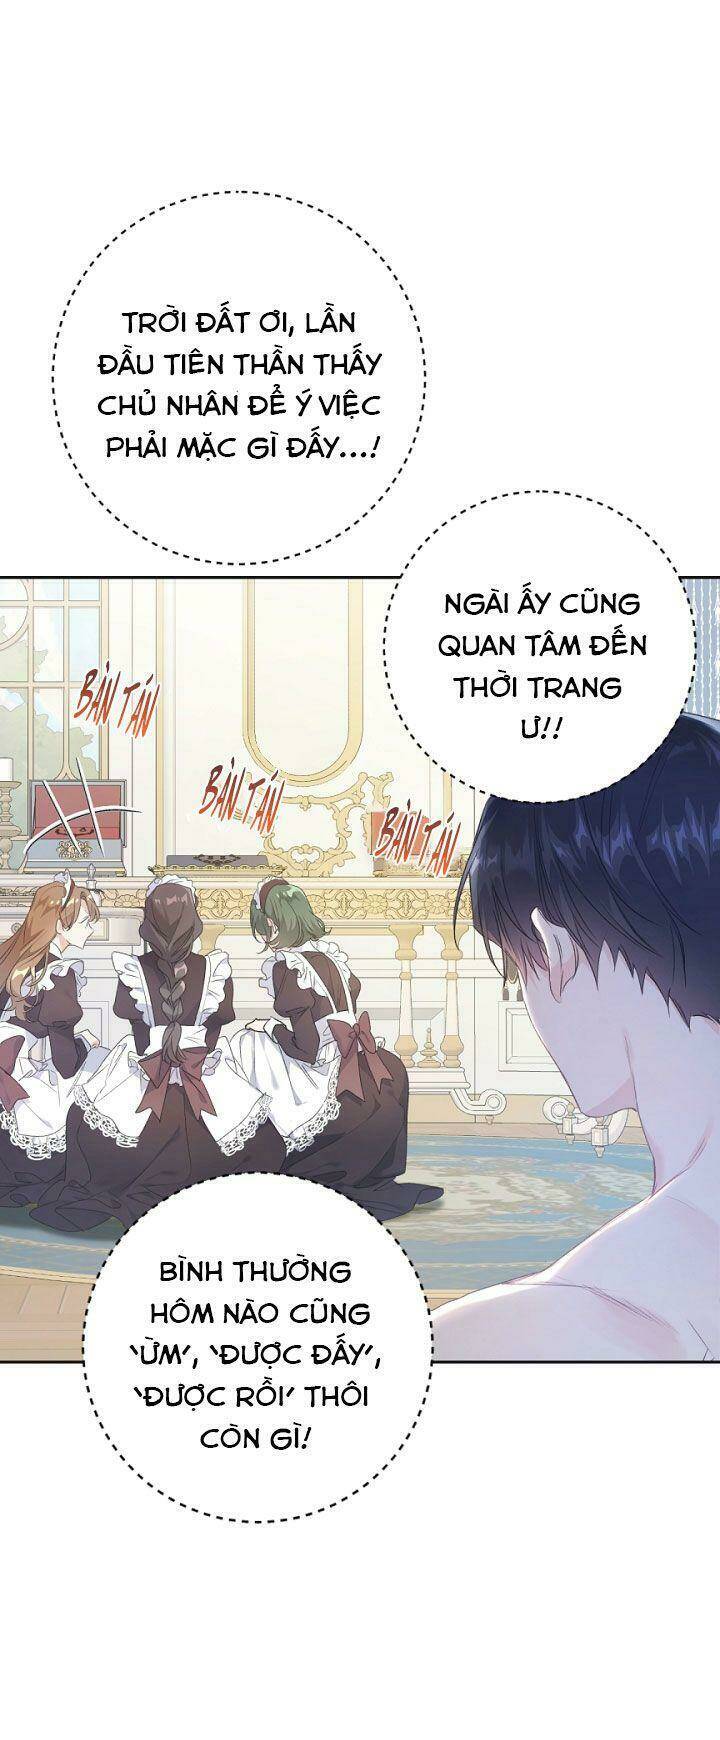 TRỜI ĐẤT ƠI, LẦN
ĐẦU TIÊN THẦN THẤY
CHỦ NHÂN ĐỂ Ý VIỆC
PHẢI MẶC GÌ ĐẤY...!
NGÀI ẤY CŨNG
QUAN TÂM ĐẾN
THỜI TRANG
Ư!!
BÀN TÁN
BÀN TÁN
BÀN TÁN
BÌNH THƯỜNG
HÔM NÀO CŨNG
'ỪM', 'ĐƯỢC ĐẤY',
'ĐƯỢC RỒI' THÔI
CÒN GÌ!